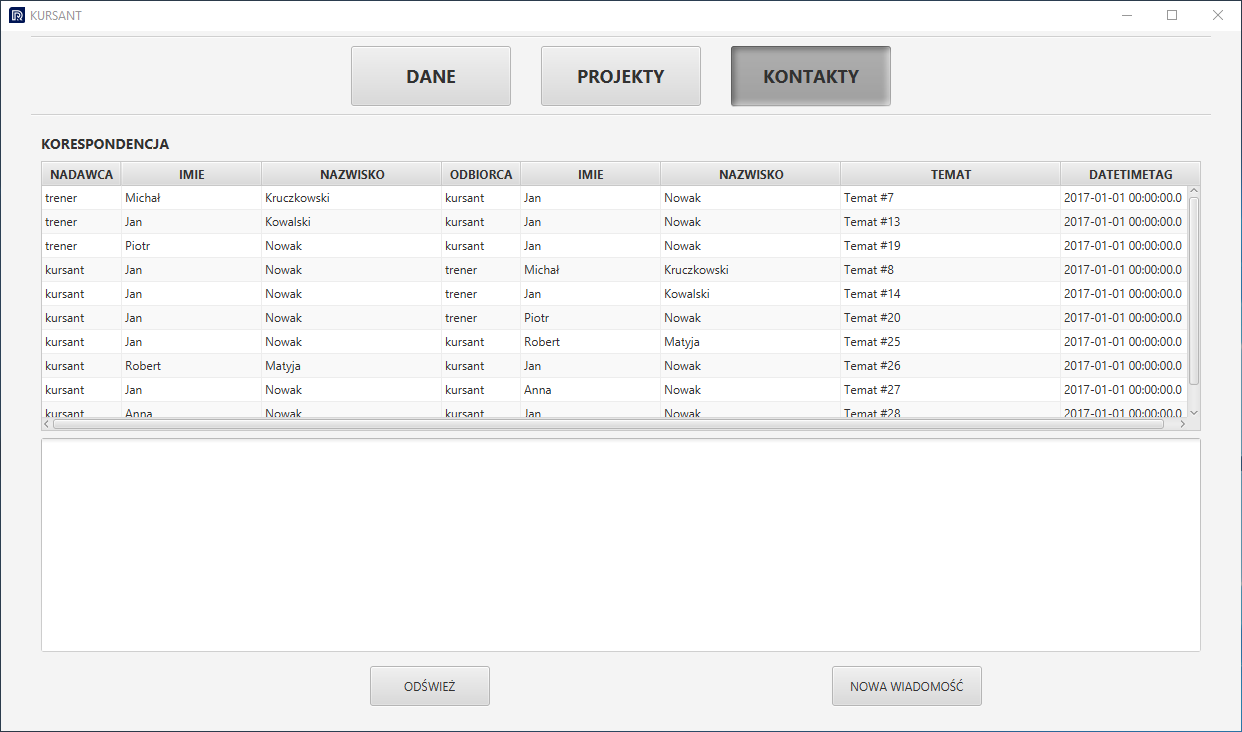 KURSANT
DANE PROJEKTY KONTAKTY
KORESPONDENCJA
NADAWCA IMIE NAZWISKO ODBIORCA IMIE NAZWISKO TEMAT DATETIMETAG
trener Michał Kruczkowski kursant Jan Nowak Temat #7 2017-01-01 00:00:00.0
trener Jan Kowalski kursant Jan Nowak Temat #13 2017-01-01 00:00:00.0
trener Piotr Nowak kursant Jan Nowak Temat #19 2017-01-01 00:00:00.0
kursant Jan Nowak trener Michał Kruczkowski Temat #8 2017-01-01 00:00:00.0
kursant Jan Nowak trener Jan Kowalski Temat #14 2017-01-01 00:00:00.0
kursant Jan Nowak trener Piotr Nowak Temat #20 2017-01-01 00:00:00.0
kursant Jan Nowak kursant Robert Matyja Temat #25 2017-01-01 00:00:00.0
kursant Robert Matyja kursant Jan Nowak Temat #26 2017-01-01 00:00:00.0
kursant Jan Nowak kursant Anna Nowak Temat #27 2017-01-01 00:00:00.0
kursant Anna Nowak kursant Jan Nowak Temat #28 2017-01-01 00:00:00.0
ODŚWIEŻ NOWA WIADOMOŚĆ